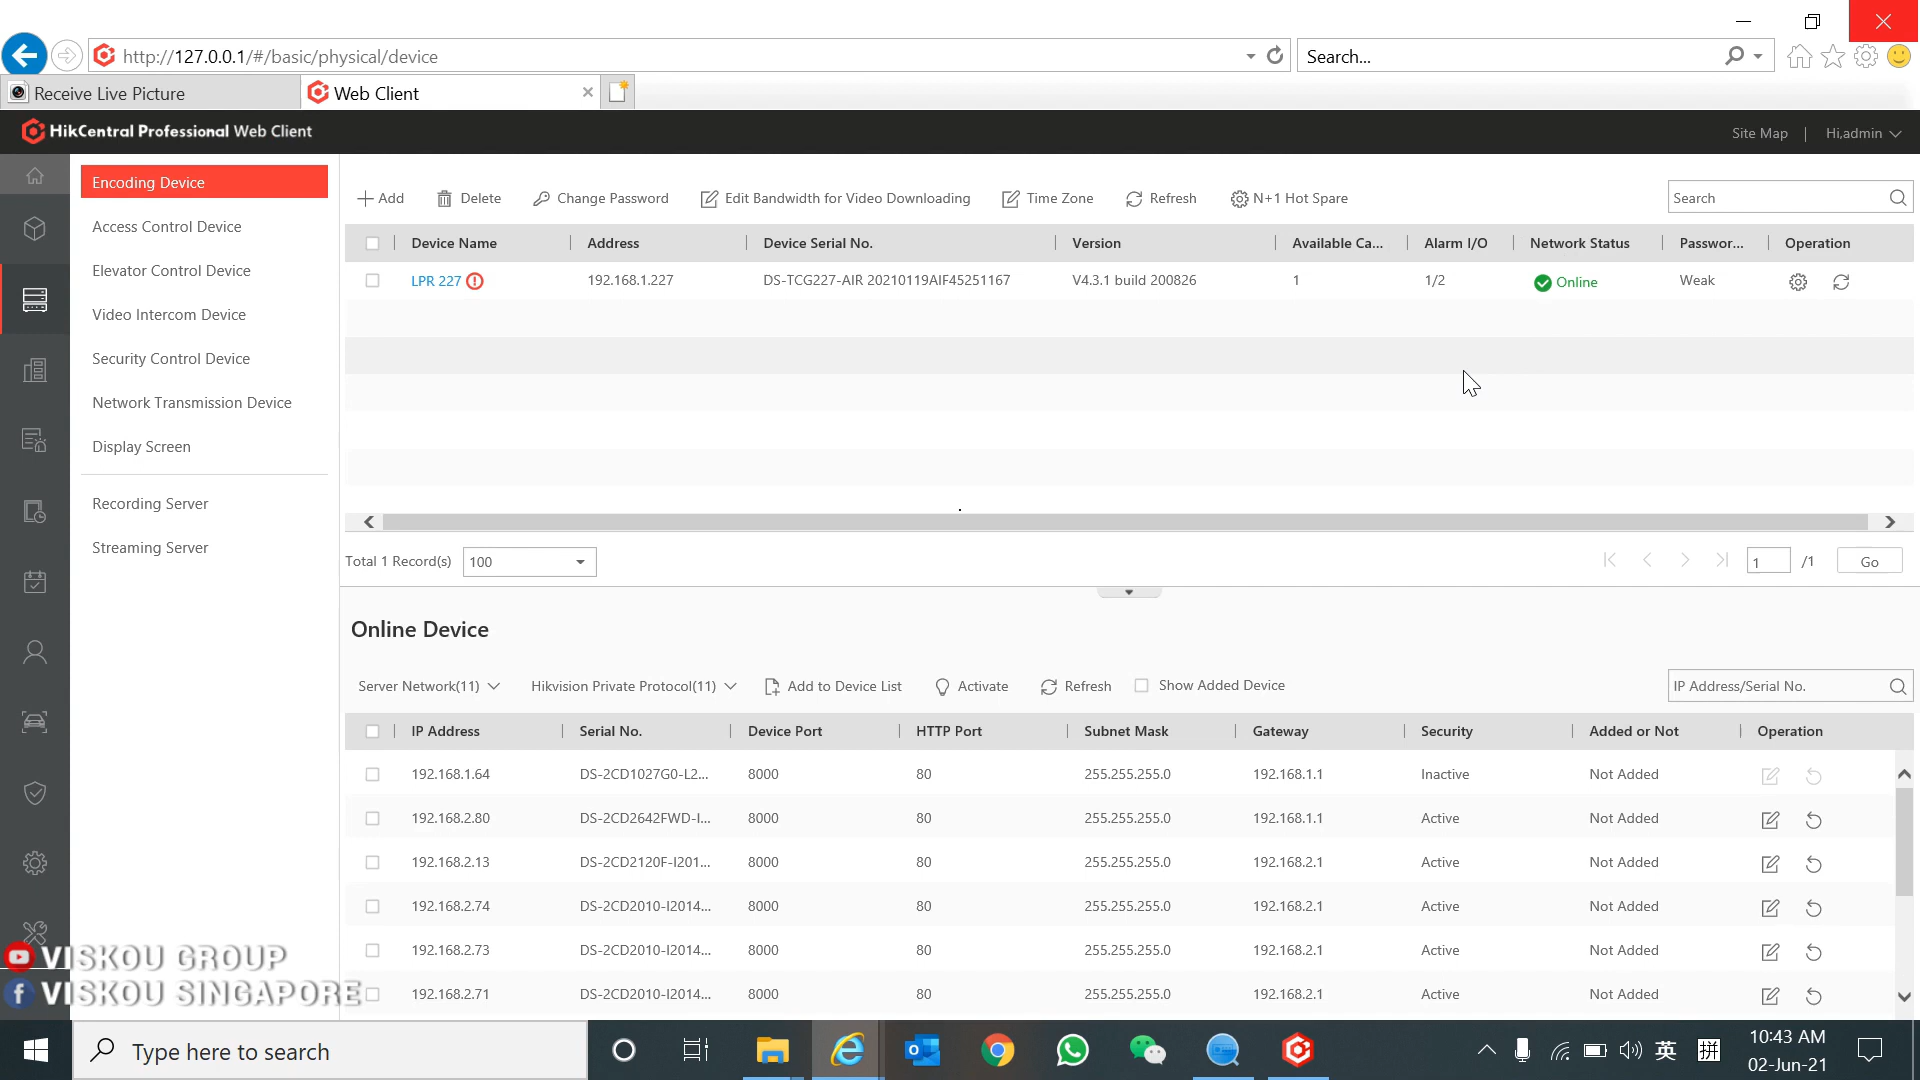 http://127.0.0.1/#/basic/physical/device
Search...
Receive Live Picture
Web Client
HikCentral Professional Web Client
Site Map
Hi,admin
Encoding Device
Access Control Device
Elevator Control Device
Video Intercom Device
Security Control Device
Network Transmission Device
Display Screen
Recording Server
Streaming Server
Add Delete Change Password Edit Bandwidth for Video Downloading Time Zone Refresh N+1 Hot Spare Search
Device Name Address Device Serial No. Version Available Ca... Alarm I/O Network Status Passwor... Operation
LPR 227 192.168.1.227 DS-TCG227-AIR 20210119AIF45251167 V4.3.1 build 200826 1 1/2 Online Weak
Total 1 Record(s) 100 1 /1 Go
Online Device
Server Network(11) Hikvision Private Protocol(11) Add to Device List Activate Refresh Show Added Device IP Address/Serial No.
IP Address Serial No. Device Port HTTP Port Subnet Mask Gateway Security Added or Not Operation
192.168.1.64 DS-2CD1027G0-L2... 8000 80 255.255.255.0 192.168.1.1 Inactive Not Added
192.168.2.80 DS-2CD2642FWD-I... 8000 80 255.255.255.0 192.168.1.1 Active Not Added
192.168.2.13 DS-2CD2120F-I201... 8000 80 255.255.255.0 192.168.2.1 Active Not Added
192.168.2.74 DS-2CD2010-I2014... 8000 80 255.255.255.0 192.168.2.1 Active Not Added
192.168.2.73 DS-2CD2010-I2014... 8000 80 255.255.255.0 192.168.2.1 Active Not Added
192.168.2.71 DS-2CD2010-I2014... 8000 80 255.255.255.0 192.168.2.1 Active Not Added
VISKOU GROUP
VISKOU SINGAPORE
Type here to search
英 拼
10:43 AM
02-Jun-21